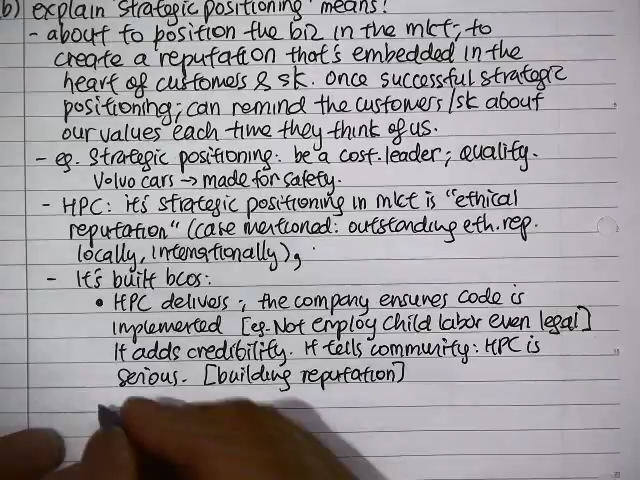 b) explain 'strategic positioning' means!
- about to position the biz in the mkt; to
create a reputation that's embedded in the
heart of customers & sk. Once successful strategic
positioning; can remind the customers/sk about
our values each time they think of us.
- eg. Strategic positioning: be a cost-leader; quality.
Volvo cars → made for safety.
- HPC: it's strategic positioning in mkt is "ethical
reputation" (case mentioned: outstanding eth.rep.
locally, internationally),
- It's built bcos:
• HPC delivers; the company ensures code is
implemented [eg. Not employ child labor even legal]
It adds credibility. It tells community: HPC is
serious. [building reputation]